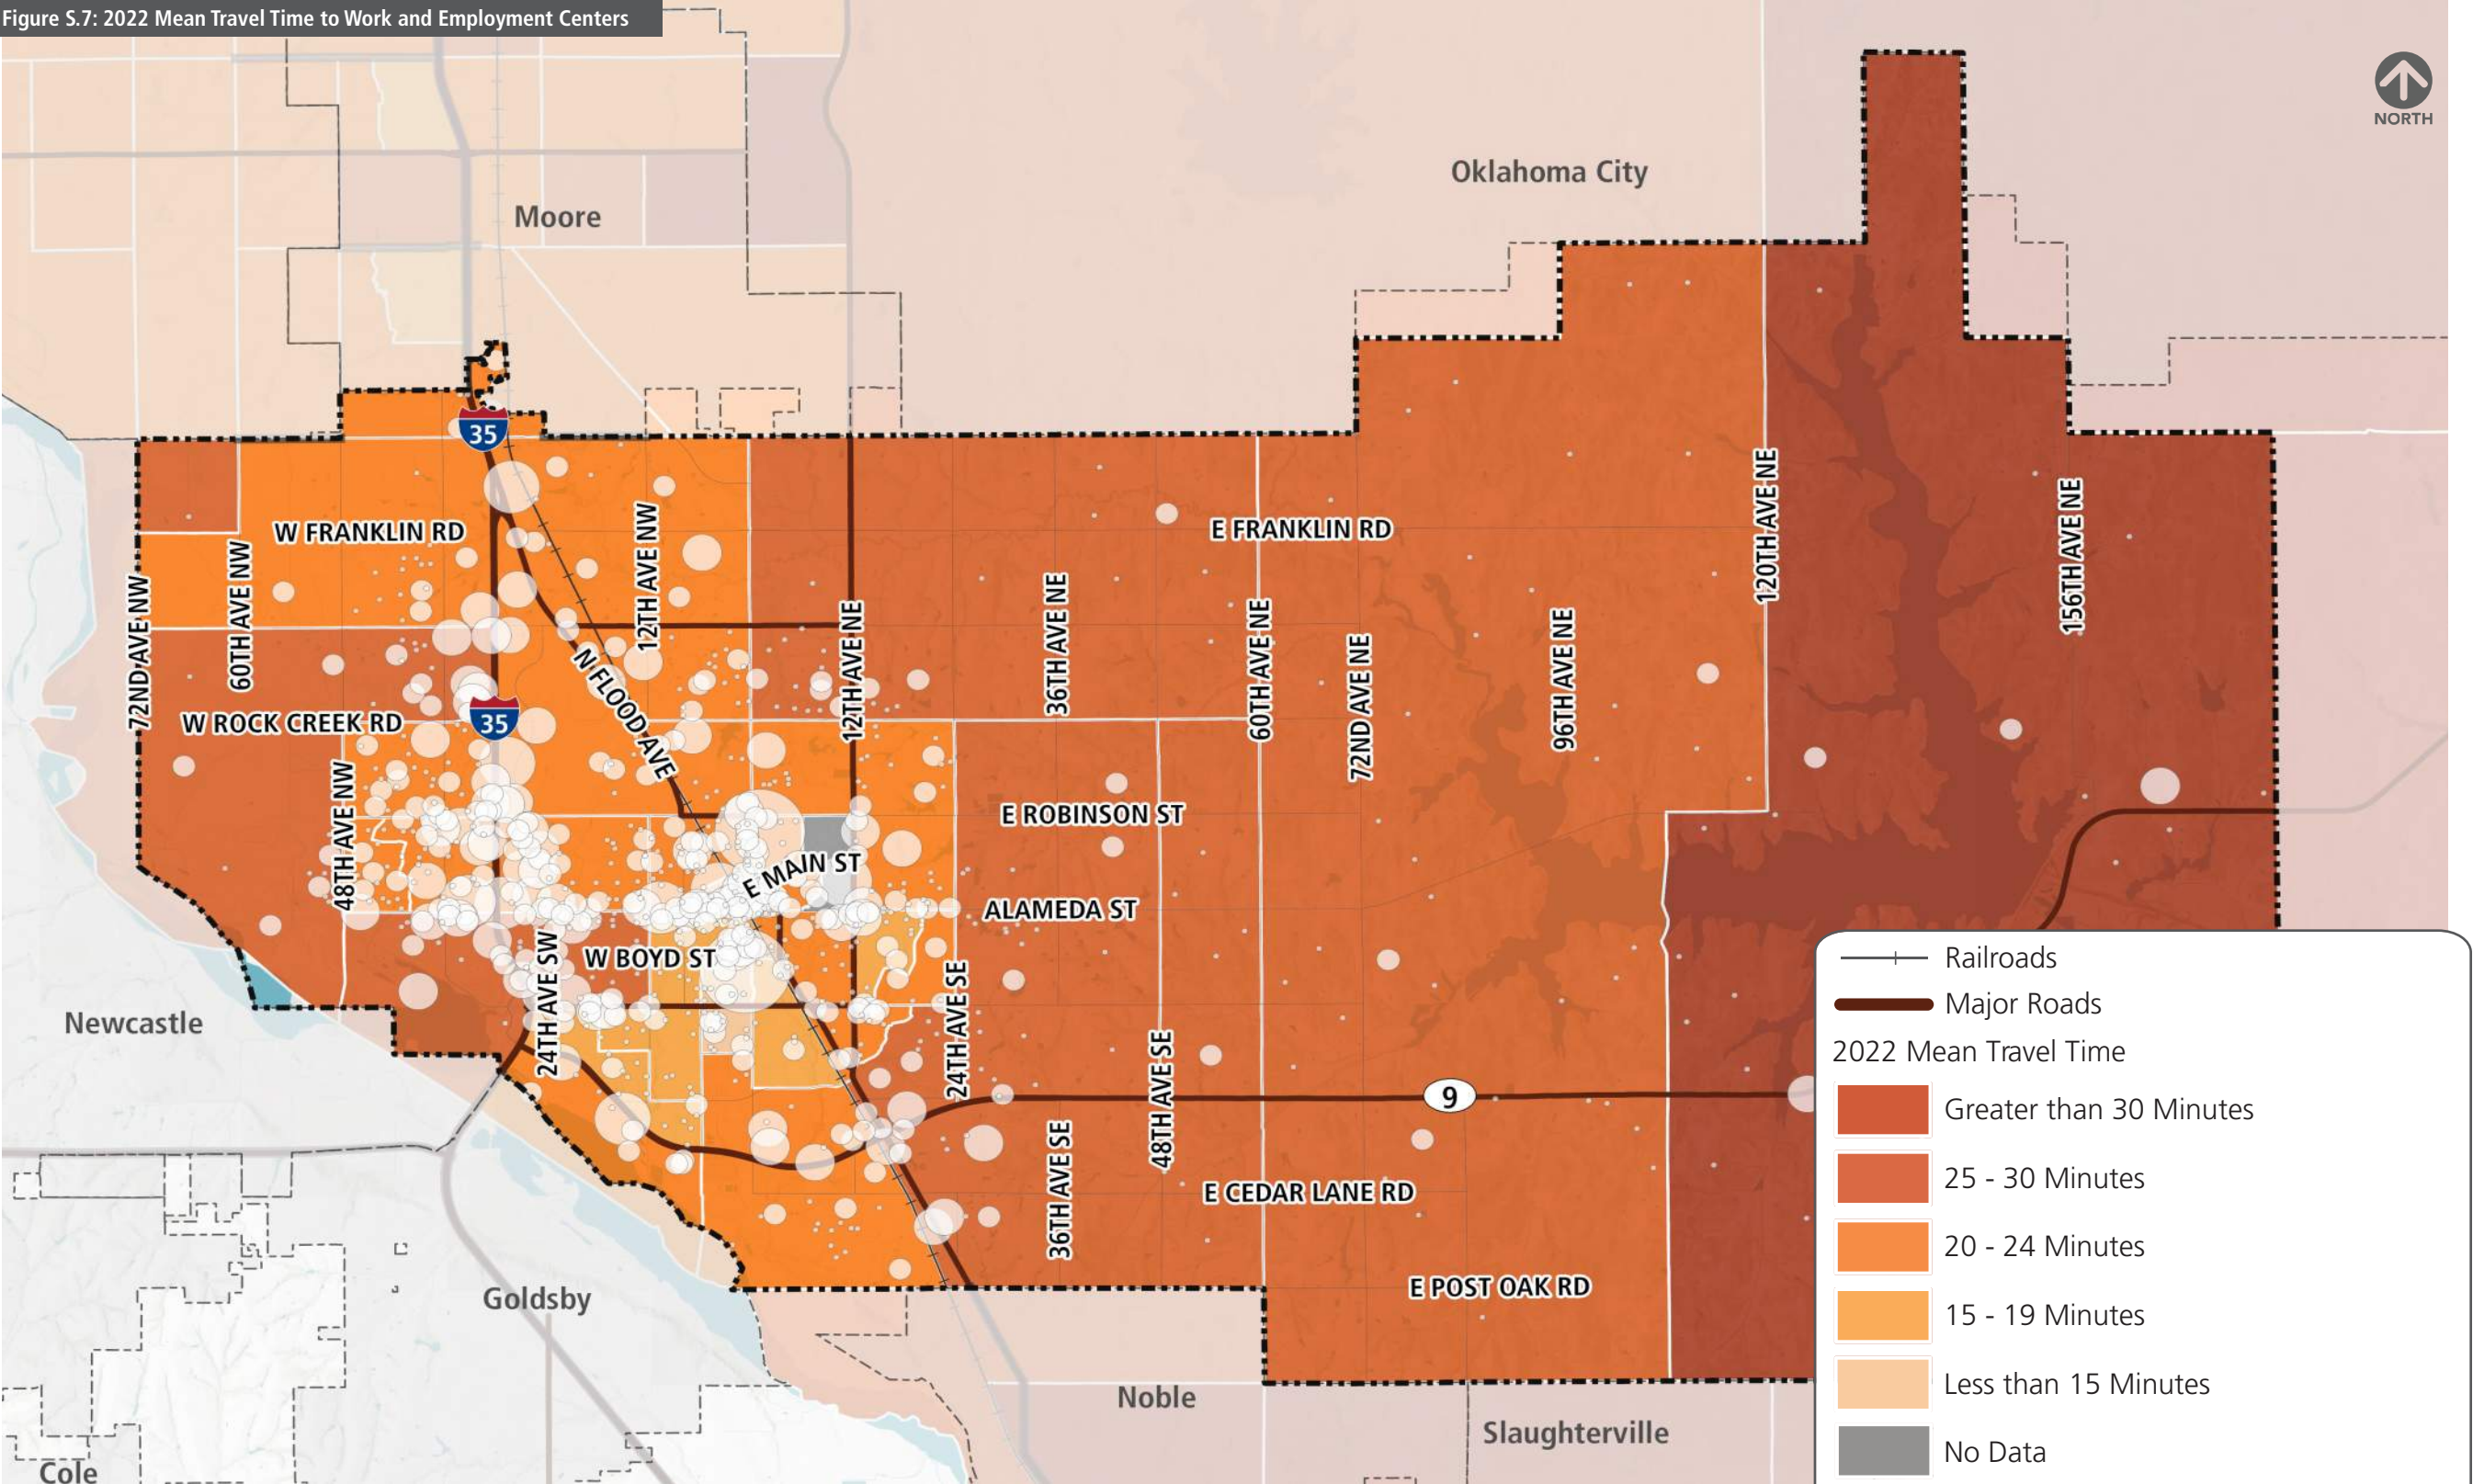 Figure S.7: 2022 Mean Travel Time to Work and Employment Centers
NORTH
Oklahoma City
Moore
35
W FRANKLIN RD
E FRANKLIN RD
12TH AVE NW
120TH AVE NE
156TH AVE NE
72ND AVE NW
60TH AVE NW
36TH AVE NE
12TH AVE NE
60TH AVE NE
72ND AVE NE
96TH AVE NE
N FLOOD AVE
W ROCK CREEK RD
35
48TH AVE NW
E ROBINSON ST
E MAIN ST
ALAMEDA ST
W BOYD ST
24TH AVE SW
24TH AVE SE
Newcastle
48TH AVE SE
9
36TH AVE SE
E CEDAR LANE RD
E POST OAK RD
Goldsby
Noble
Slaughterville
Cole
Railroads
Major Roads
2022 Mean Travel Time
Greater than 30 Minutes
25 - 30 Minutes
20 - 24 Minutes
15 - 19 Minutes
Less than 15 Minutes
No Data